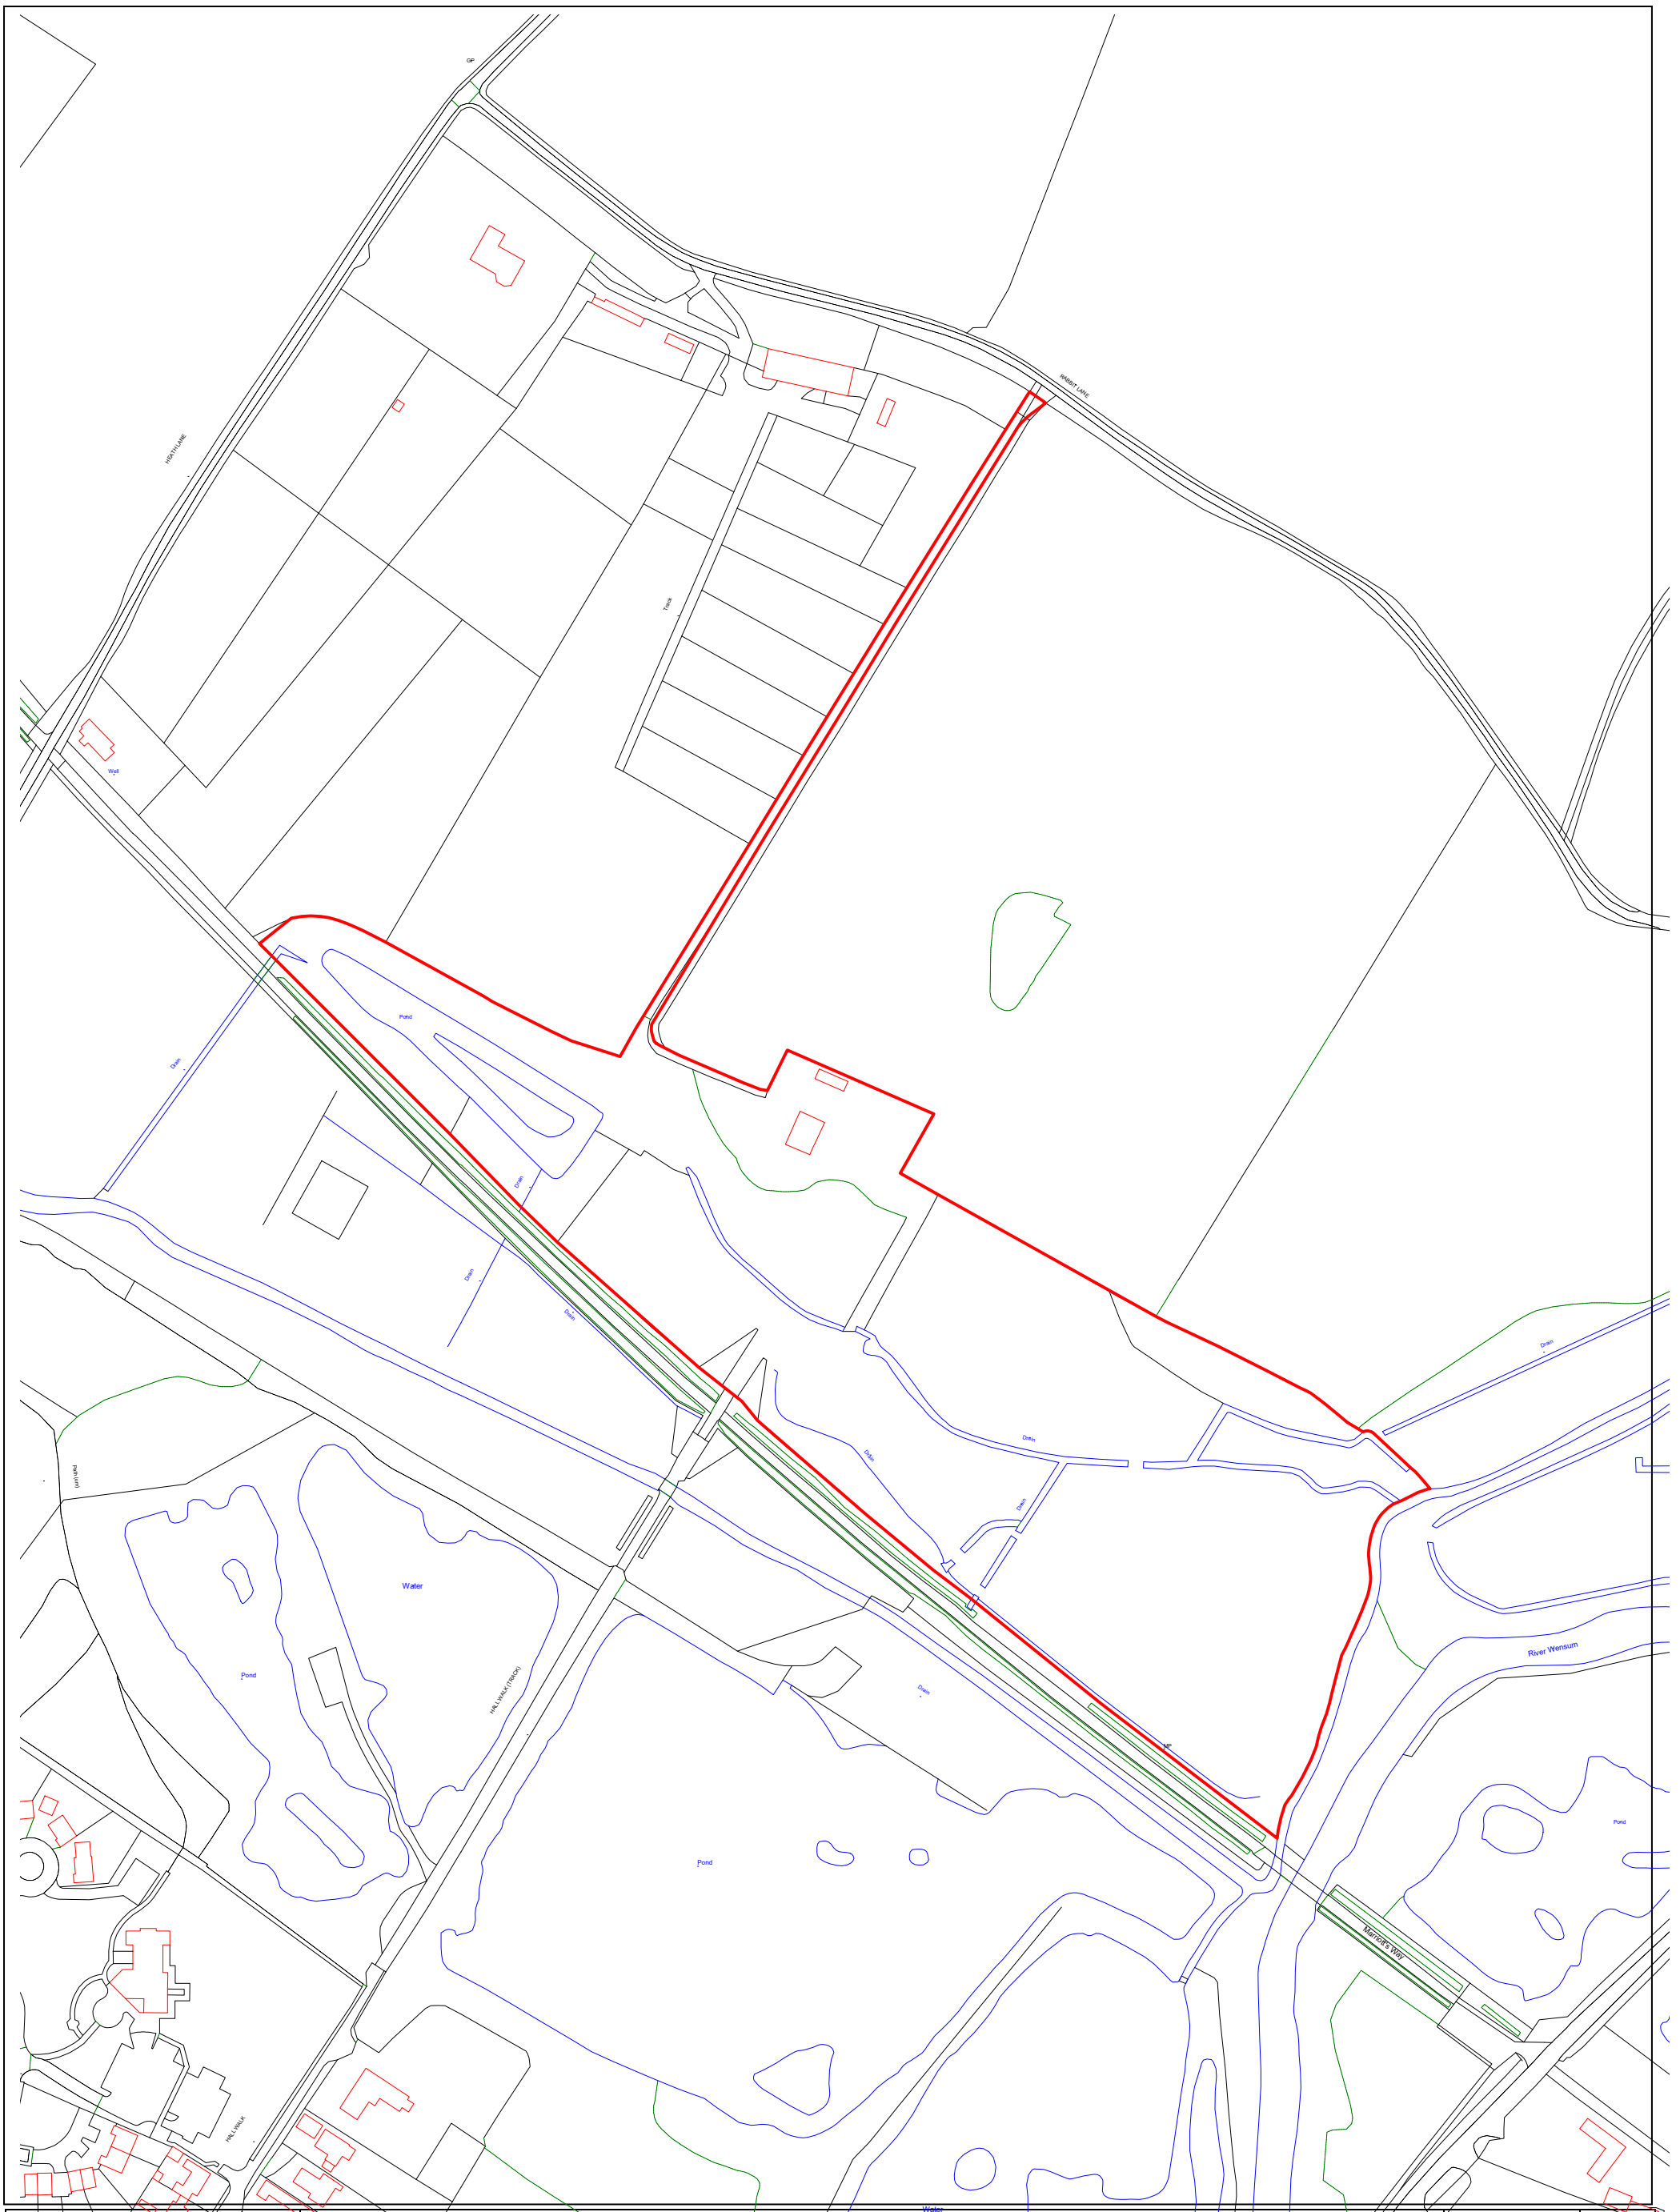 GP
RABBIT LANE
HEATH LANE
Track
Well
Pond
Drain
Drain
Drain
Drain
Drain
Drain
Drain
Drain
Path (um)
Water
River Wensum
Pond
HALL WALK (TRACK)
Drain
MP
Pond
Pond
Marriott's Way
HALL WALK
Water